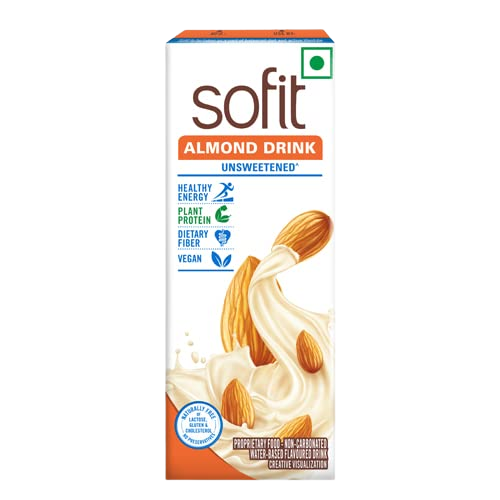 sofit
ALMOND DRINK
UNSWEETENED^
HEALTHY
ENERGY
PLANT
PROTEIN
DIETARY
FIBER
VEGAN
NATURALLY FREE
OF
LACTOSE,
GLUTEN &
CHOLESTEROL
NO PRESERVATIVES
PROPRIETARY FOOD - NON-CARBONATED
WATER-BASED FLAVOURED DRINK
CREATIVE VISUALIZATION